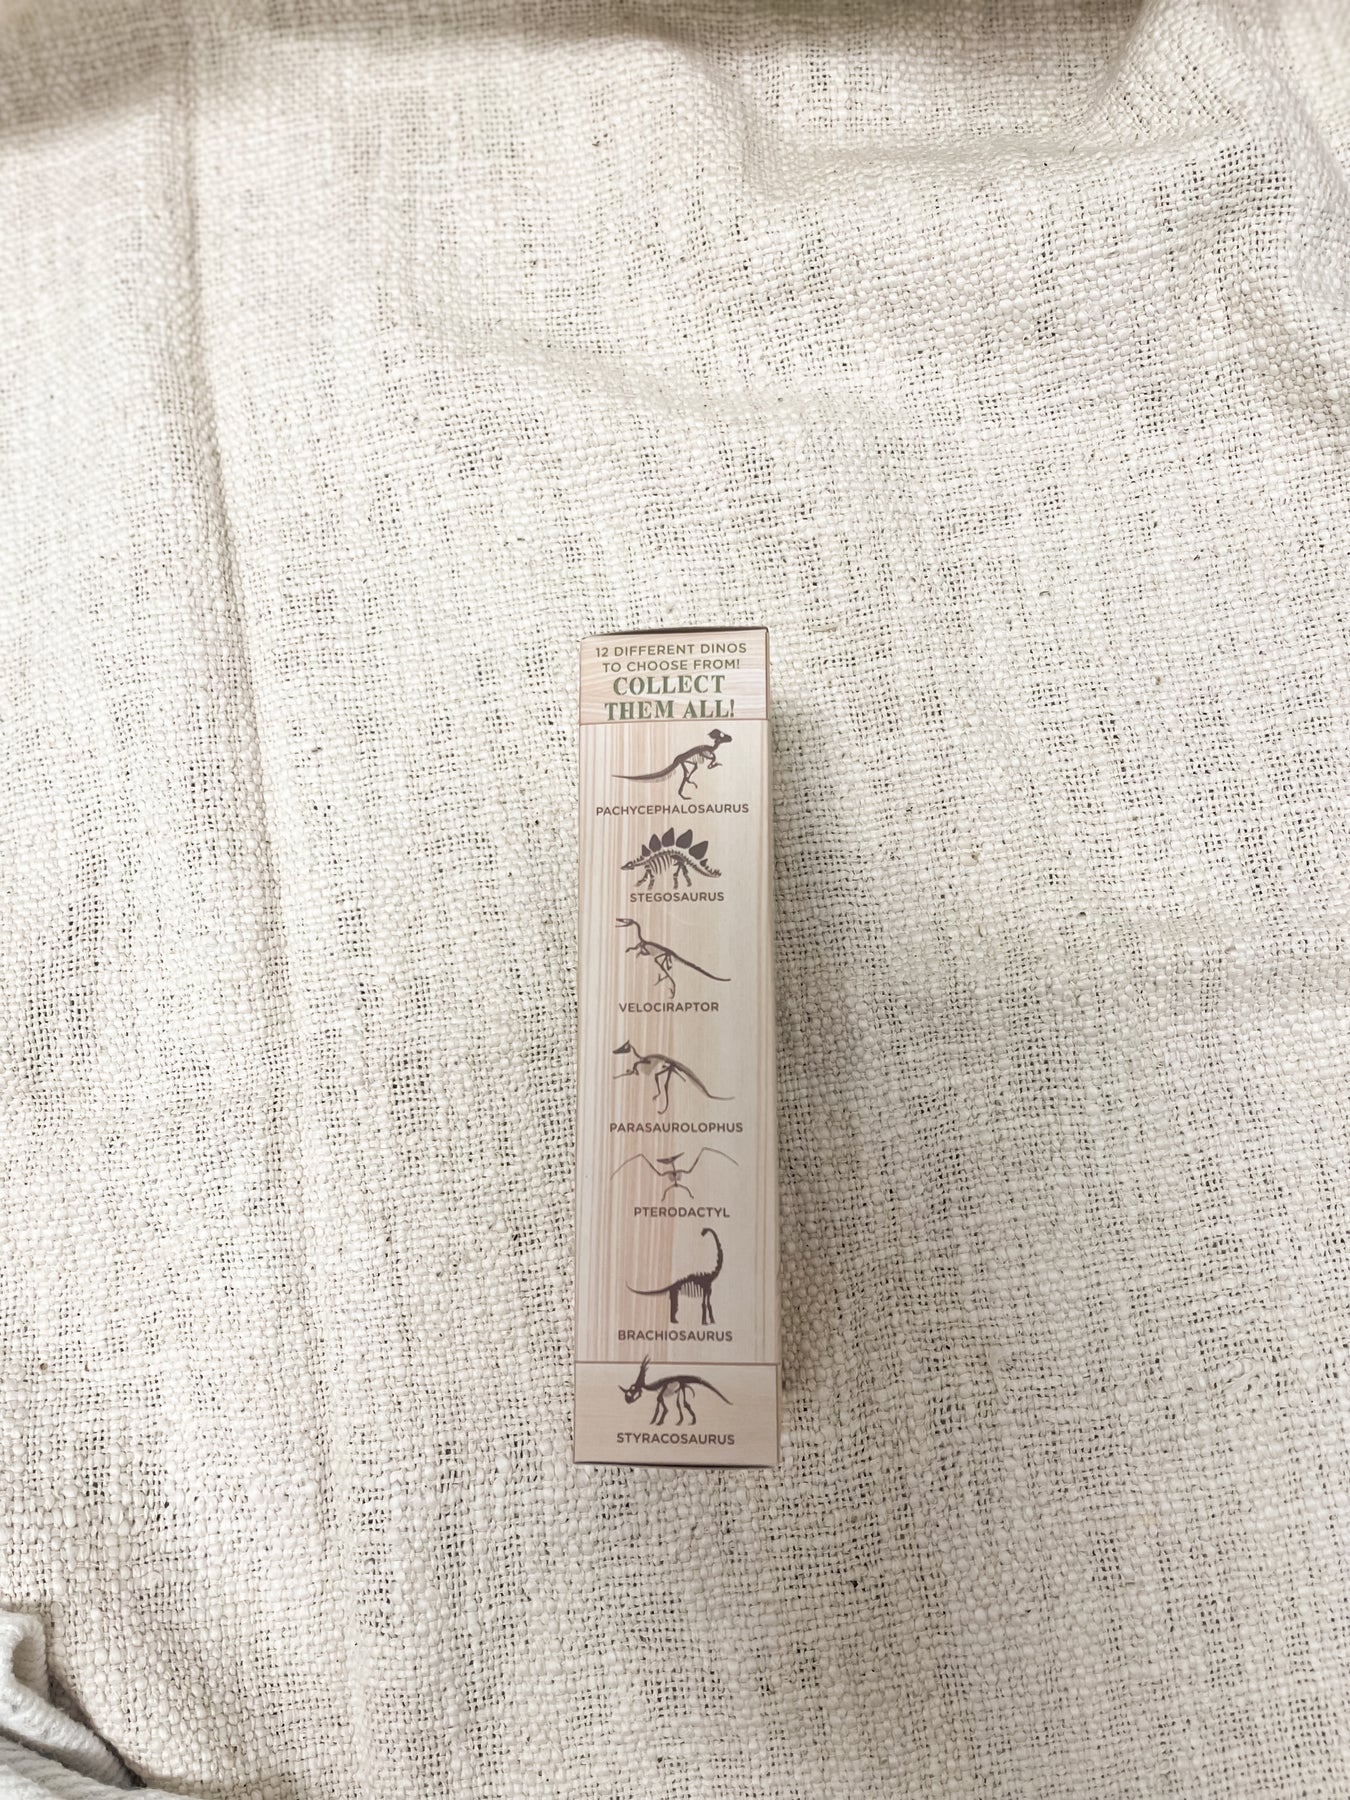 12 DIFFERENT DINOS
TO CHOOSE FROM!
COLLECT
THEM ALL!
PACHYCEPHALOSAURUS
STEGOSAURUS
VELOCIRAPTOR
PARASAUROLOPHUS
PTERODACTYL
BRACHIOSAURUS
STYRACOSAURUS